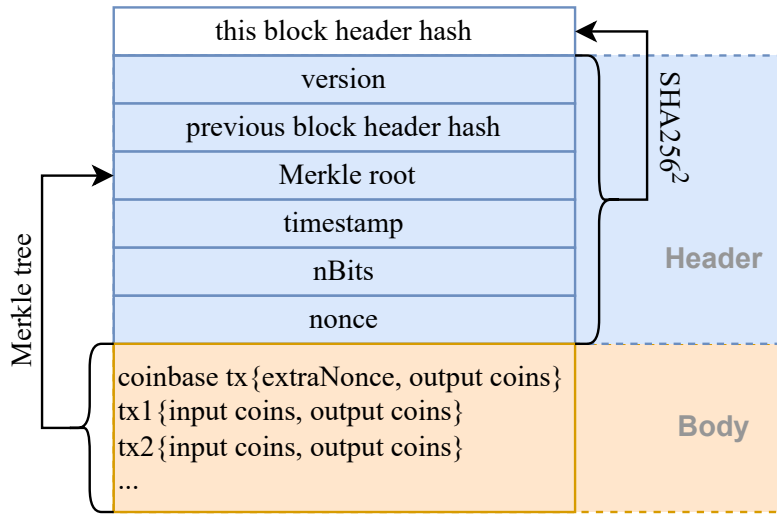 this block header hash
version
previous block header hash
Merkle root
timestamp
nBits
nonce
coinbase tx{extraNonce, output coins}
tx1{input coins, output coins}
tx2{input coins, output coins}
...
Merkle tree
SHA256²
Header
Body